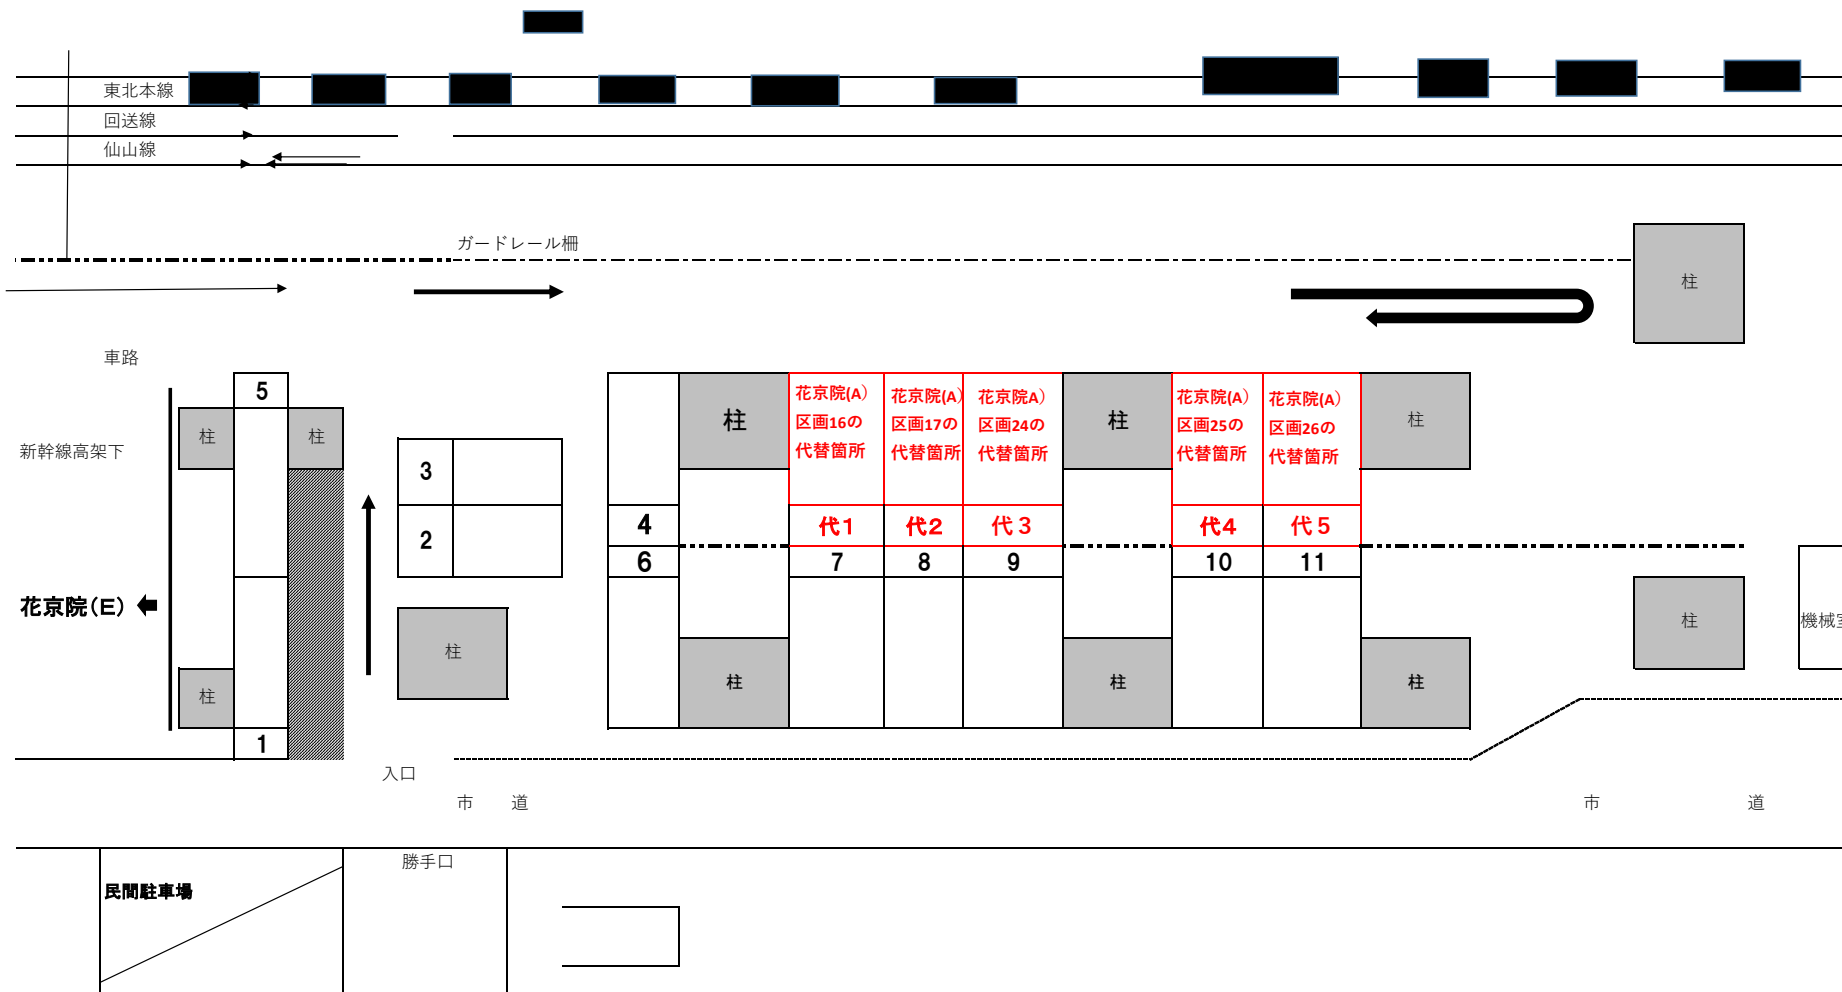 東北本線
回送線
仙山線
ガードレール柵
柱
車路
5
柱
柱
新幹線高架下
3
2
柱
花京院(A)
区画16の
代替箇所
花京院(A)
区画17の
代替箇所
花京院A)
区画24の
代替箇所
柱
花京院(A)
区画25の
代替箇所
花京院(A)
区画26の
代替箇所
柱
4
代1
代2
代3
代4
代5
6
7
8
9
10
11
花京院(E)
柱
柱
柱
柱
柱
柱
柱
機械室
1
入口
市 道
市 道
勝手口
民間駐車場